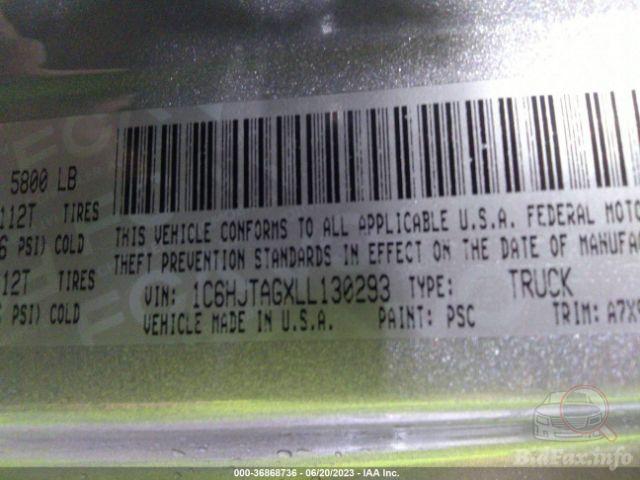 5800 LB
112T TIRES
6 PSI) COLD
12T TIRES
PSI) COLD
THIS VEHICLE CONFORMS TO ALL APPLICABLE U.S.A. FEDERAL MOTO
THEFT PREVENTION STANDARDS IN EFFECT ON THE DATE OF MANUFA
VIN: 1C6HJTAGXLL130293 TYPE: TRUCK
VEHICLE MADE IN U.S.A. PAINT: PSC TRIM: A7X9
BidFax.info
000-36868736 - 06/20/2023 - IAA Inc.